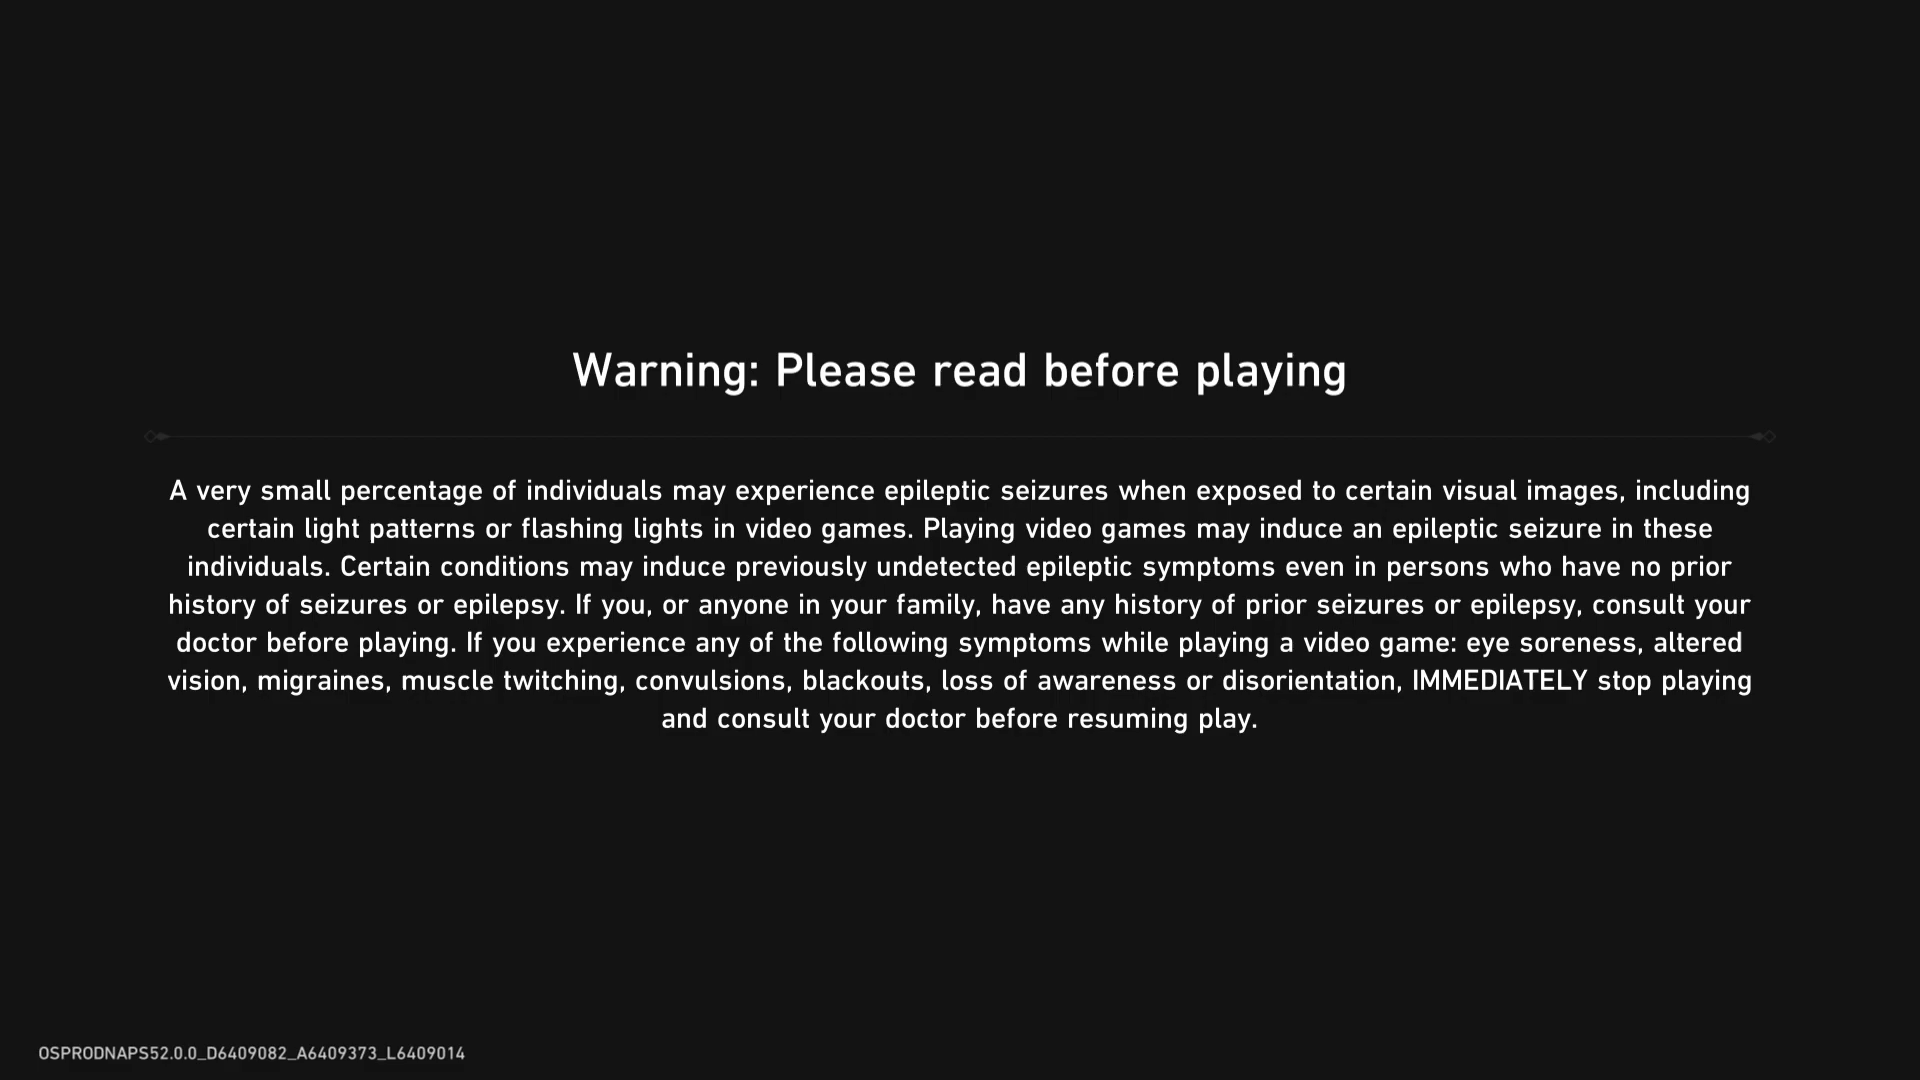 Warning: Please read before playing
A very small percentage of individuals may experience epileptic seizures when exposed to certain visual images, including
certain light patterns or flashing lights in video games. Playing video games may induce an epileptic seizure in these
individuals. Certain conditions may induce previously undetected epileptic symptoms even in persons who have no prior
history of seizures or epilepsy. If you, or anyone in your family, have any history of prior seizures or epilepsy, consult your
doctor before playing. If you experience any of the following symptoms while playing a video game: eye soreness, altered
vision, migraines, muscle twitching, convulsions, blackouts, loss of awareness or disorientation, IMMEDIATELY stop playing
and consult your doctor before resuming play.
OSPRODNAPS52.0.0_D6409082_A6409373_L6409014